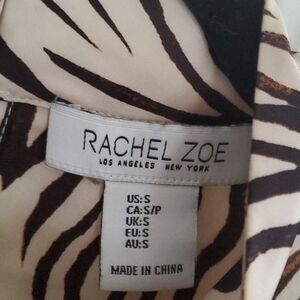 RACHEL ZOE
LOS ANGELES NEW YORK
US:S
CA:S/P
UK:S
EU:S
AU:S
MADE IN CHINA